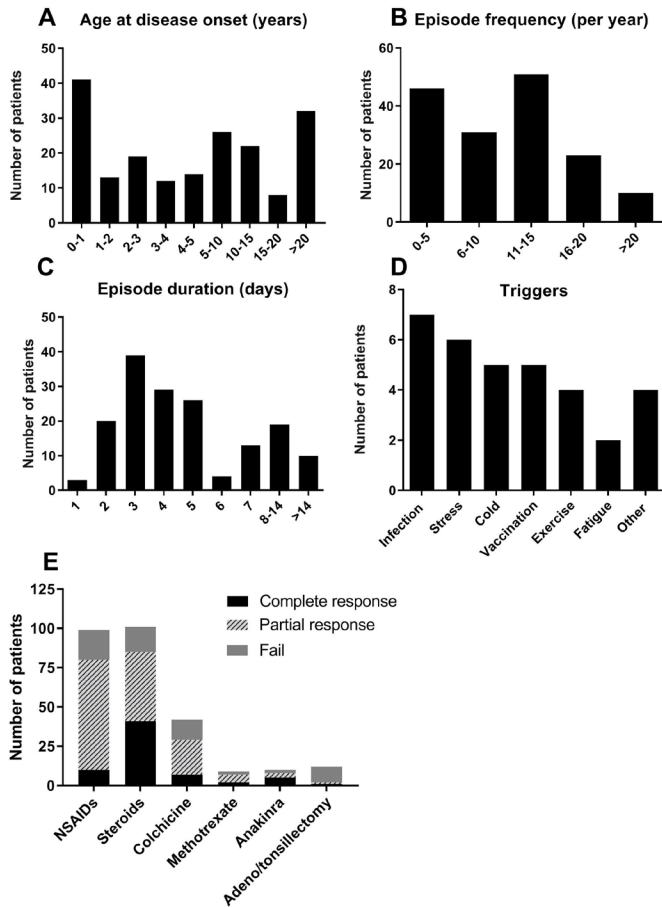 A
Age at disease onset (years)
Number of patients
50
40
30
20
10
0
0-1
1-2
2-3
3-4
4-5
5-10
10-15
15-20
>20
B
Episode frequency (per year)
Number of patients
60
40
20
0
0-5
6-10
11-15
16-20
>20
C
Episode duration (days)
Number of patients
50
40
30
20
10
0
1
2
3
4
5
6
7
8-14
>14
D
Triggers
Number of patients
8
6
4
2
0
Infection
Stress
Cold
Vaccination
Exercise
Fatigue
Other
E
Number of patients
125
100
75
50
25
0
Complete response
Partial response
Fail
NSAIDs
Steroids
Colchicine
Methotrexate
Anakinra
Adeno/tonsillectomy